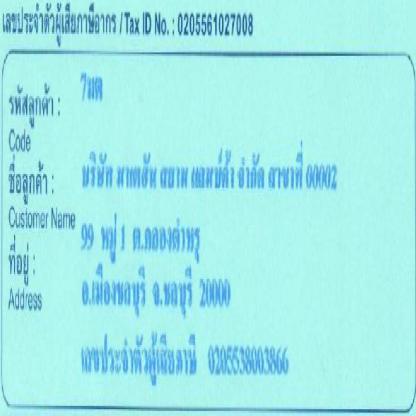 เลขประจำตัวผู้เสียภาษีอากร / Tax ID No. : 0205561027008
รหัสลูกค้า : 7มด
Code
ชื่อลูกค้า : บริษัท มาเธสัน สยาม แลมป์ค้า จำกัด สาขาที่ 00002
Customer Name
ที่อยู่ : 99 หมู่ 1 ต.คลองตำหรุ
Address อ.เมืองชลบุรี จ.ชลบุรี 20000
เลขประจำตัวผู้เสียภาษี 0205538003866